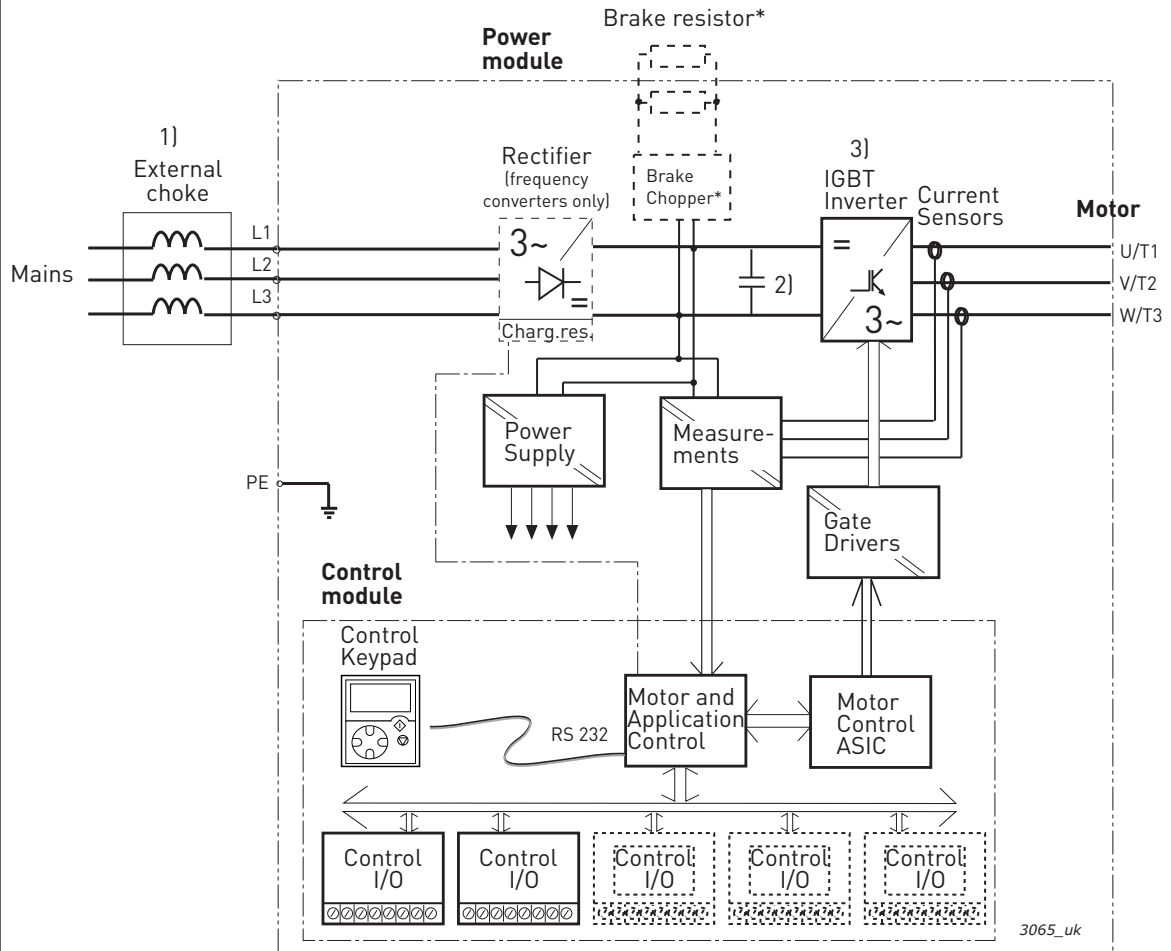 Brake resistor*
Power
module
1)
External
choke
Rectifier
(frequency
converters only)
Brake
Chopper*
3)
IGBT
Inverter
Current
Sensors
Motor
Mains
L1
L2
L3
3~
=
Charg.res.
2)
=
3~
U/T1
V/T2
W/T3
Power
Supply
Measure-
ments
PE
Gate
Drivers
Control
module
Control
Keypad
RS 232
Motor and
Application
Control
Motor
Control
ASIC
Control
I/O
Control
I/O
Control
I/O
Control
I/O
Control
I/O
3065_uk